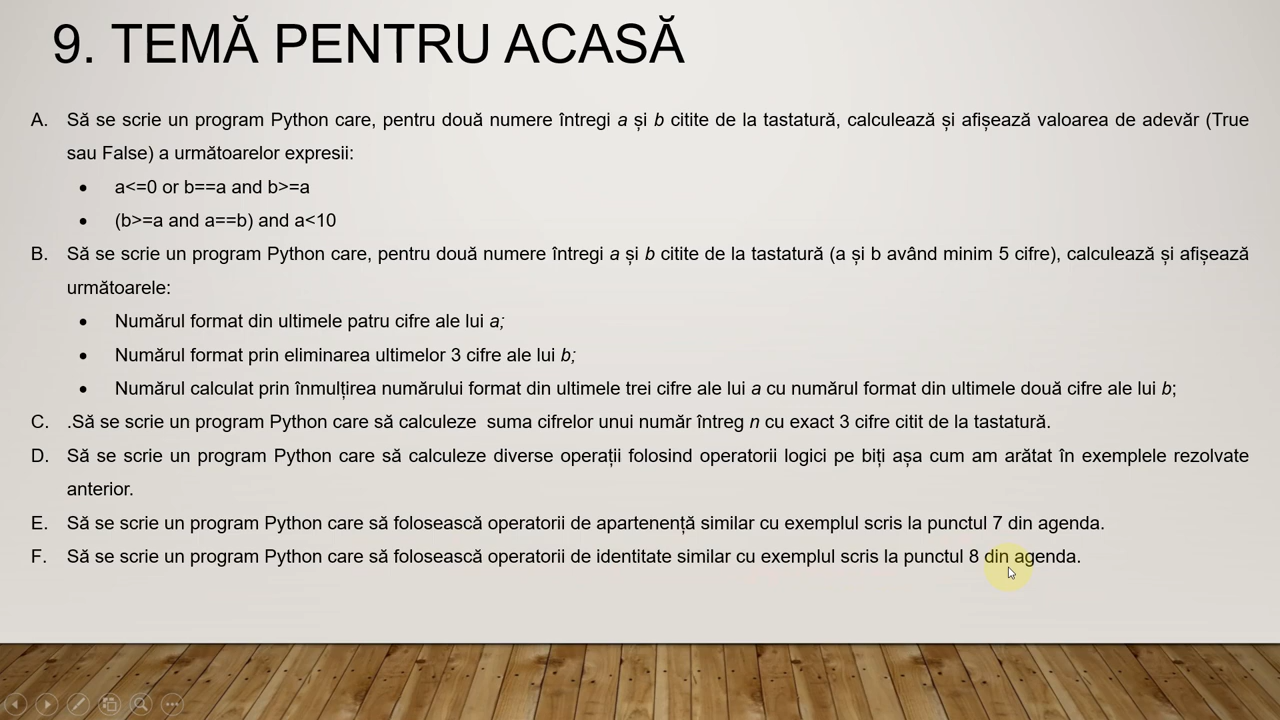 9. TEMĂ PENTRU ACASĂ
A. Să se scrie un program Python care, pentru două numere întregi a și b citite de la tastatură, calculează și afișează valoarea de adevăr (True
sau False) a următoarelor expresii:
• a<=0 or b==a and b>=a
• (b>=a and a==b) and a<10
B. Să se scrie un program Python care, pentru două numere întregi a și b citite de la tastatură (a și b având minim 5 cifre), calculează și afișează
următoarele:
• Numărul format din ultimele patru cifre ale lui a;
• Numărul format prin eliminarea ultimelor 3 cifre ale lui b;
• Numărul calculat prin înmulțirea numărului format din ultimele trei cifre ale lui a cu numărul format din ultimele două cifre ale lui b;
C. .Să se scrie un program Python care să calculeze  suma cifrelor unui număr întreg n cu exact 3 cifre citit de la tastatură.
D. Să se scrie un program Python care să calculeze diverse operații folosind operatorii logici pe biți așa cum am arătat în exemplele rezolvate
anterior.
E. Să se scrie un program Python care să folosească operatorii de apartenență similar cu exemplul scris la punctul 7 din agenda.
F. Să se scrie un program Python care să folosească operatorii de identitate similar cu exemplul scris la punctul 8 din agenda.